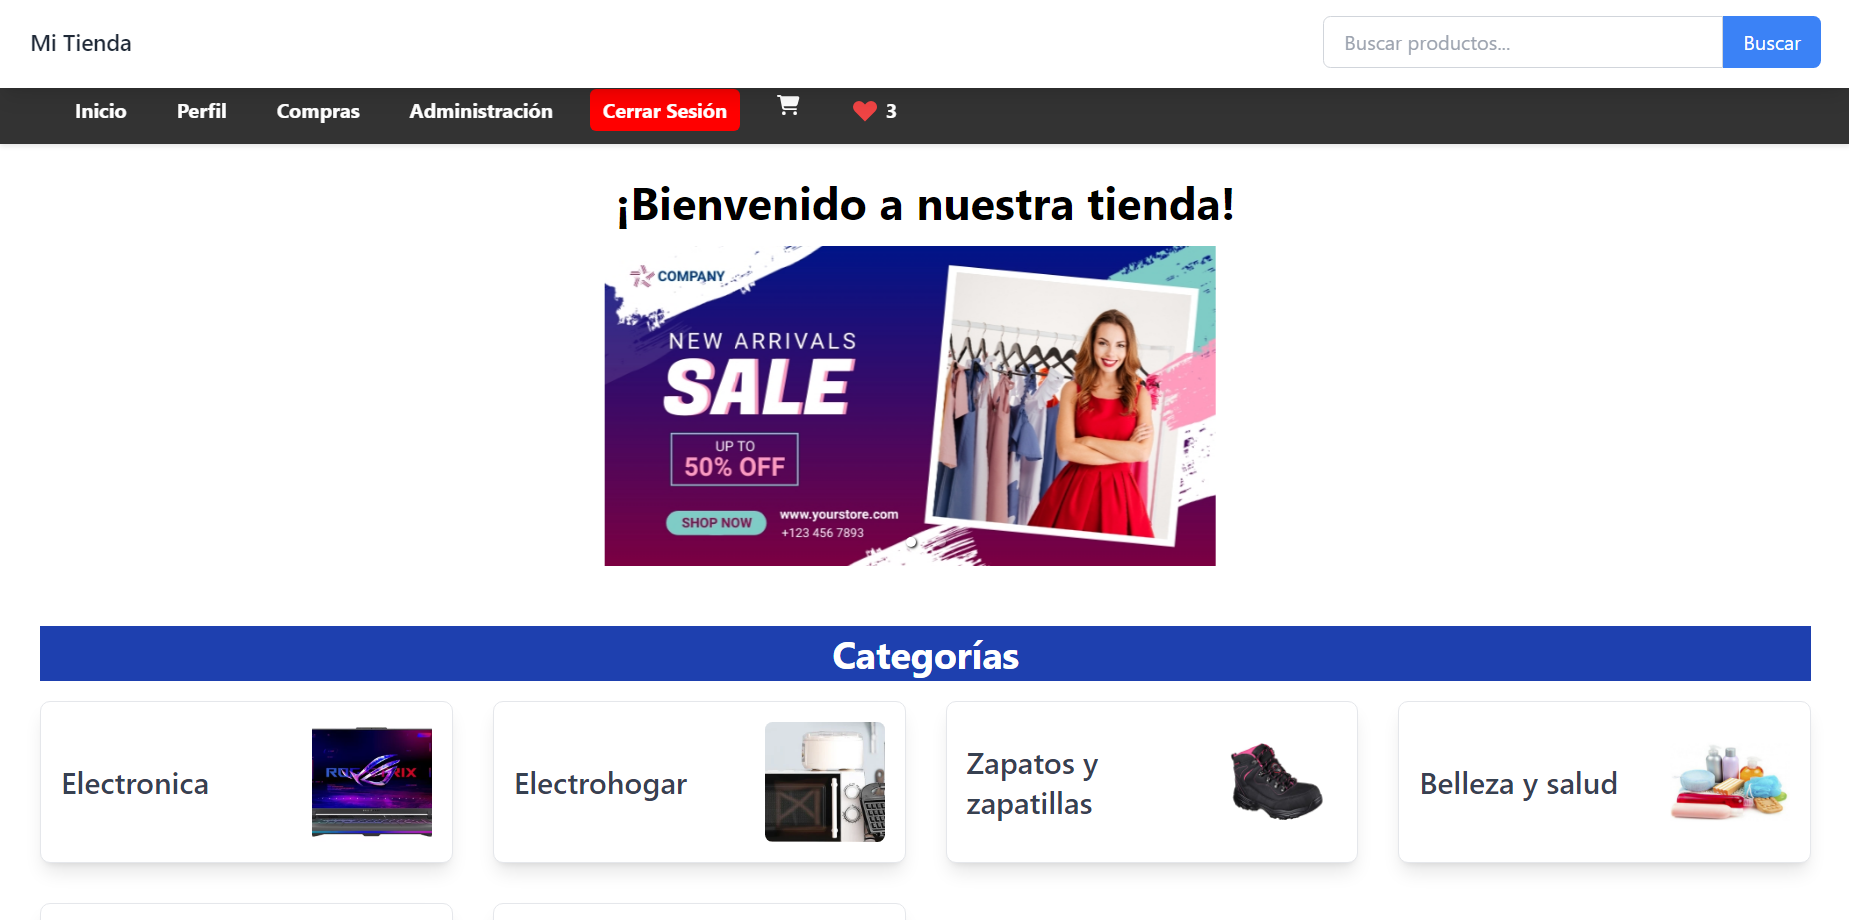 Mi Tienda
Buscar productos...
Buscar
Inicio
Perfil
Compras
Administración
Cerrar Sesión
3
¡Bienvenido a nuestra tienda!
COMPANY
NEW ARRIVALS
SALE
UP TO
50% OFF
SHOP NOW
www.yourstore.com
+123 456 7893
Categorías
Electronica
Electrohogar
Zapatos y
zapatillas
Belleza y salud